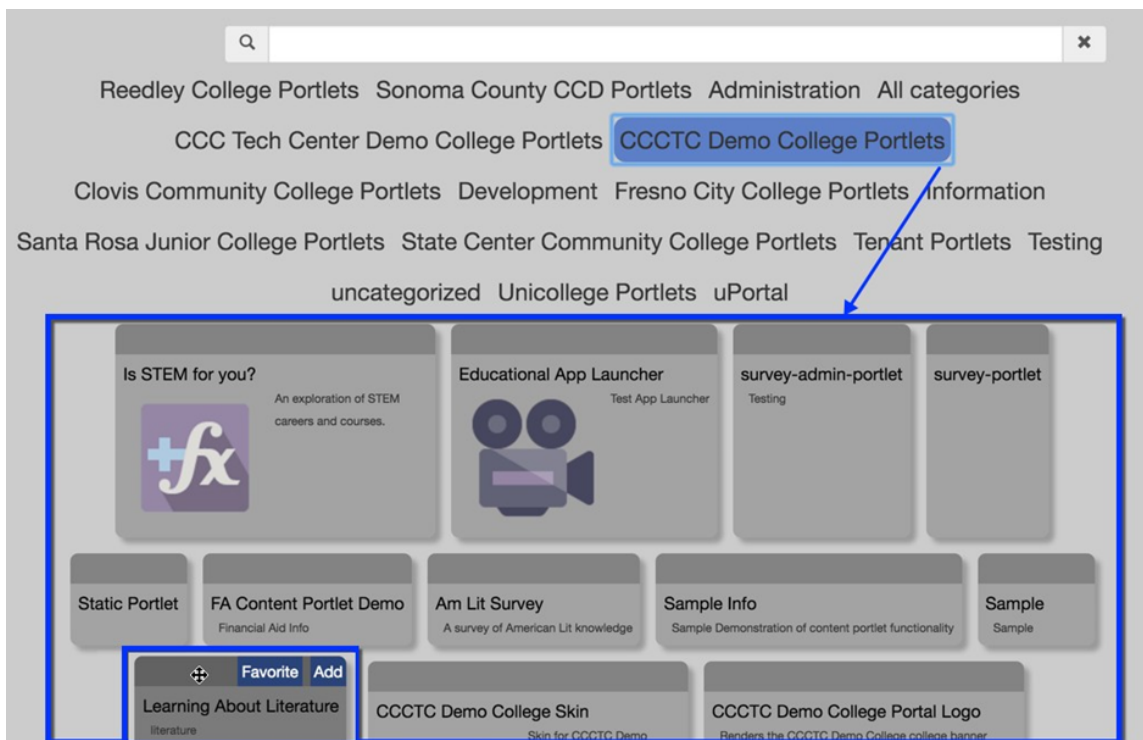 Reedley College Portlets Sonoma County CCD Portlets Administration All categories
CCC Tech Center Demo College Portlets CCCTC Demo College Portlets
Clovis Community College Portlets Development Fresno City College Portlets Information
Santa Rosa Junior College Portlets State Center Community College Portlets Tenant Portlets Testing
uncategorized Unicollege Portlets uPortal
Is STEM for you?
An exploration of STEM
careers and courses.
+fx
Educational App Launcher
Test App Launcher
survey-admin-portlet
Testing
survey-portlet
Static Portlet
FA Content Portlet Demo
Financial Aid Info
Am Lit Survey
A survey of American Lit knowledge
Sample Info
Sample Demonstration of content portlet functionality
Sample
Sample
Favorite Add
Learning About Literature
literature
CCCTC Demo College Skin
Skin for CCCTC Demo
CCCTC Demo College Portal Logo
Renders the CCCTC Demo College college banner